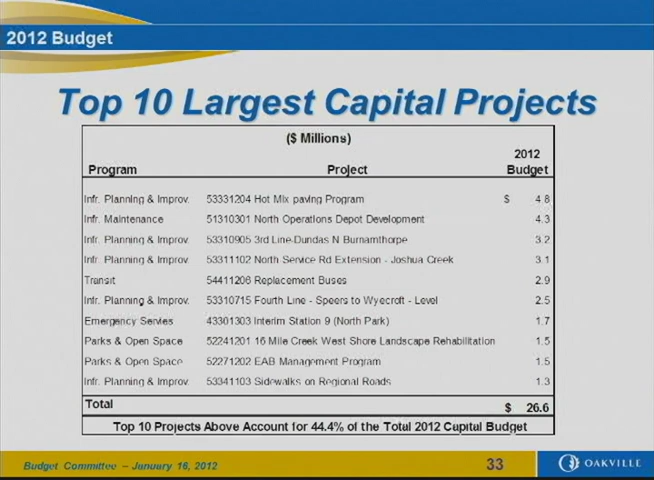 2012 Budget
Top 10 Largest Capital Projects
($ Millions)
2012
Program Project Budget
Infr. Planning & Improv. 53331204 Hot Mix paving Program $ 4.8
Infr. Maintenance 51310301 North Operations Depot Development 4.3
Infr. Planning & Improv. 53310905 3rd Line-Dundas N Burnamthorpe 3.2
Infr. Planning & Improv. 53311102 North Service Rd Extension - Joshua Creek 3.1
Transit 54411206 Replacement Buses 2.9
Infr. Planning & Improv. 53310715 Fourth Line - Speers to Wyecroft - Level 2.5
Emergency Servies 43301303 Interim Station 9 (North Park) 1.7
Parks & Open Space 52241201 16 Mile Creek West Shore Landscape Rehabilitation 1.5
Parks & Open Space 52271202 EAB Management Program 1.5
Infr. Planning & Improv. 53341103 Sidewalks on Regional Roads 1.3
Total $ 26.6
Top 10 Projects Above Account for 44.4% of the Total 2012 Capital Budget
Budget Committee – January 16, 2012 33 OAKVILLE